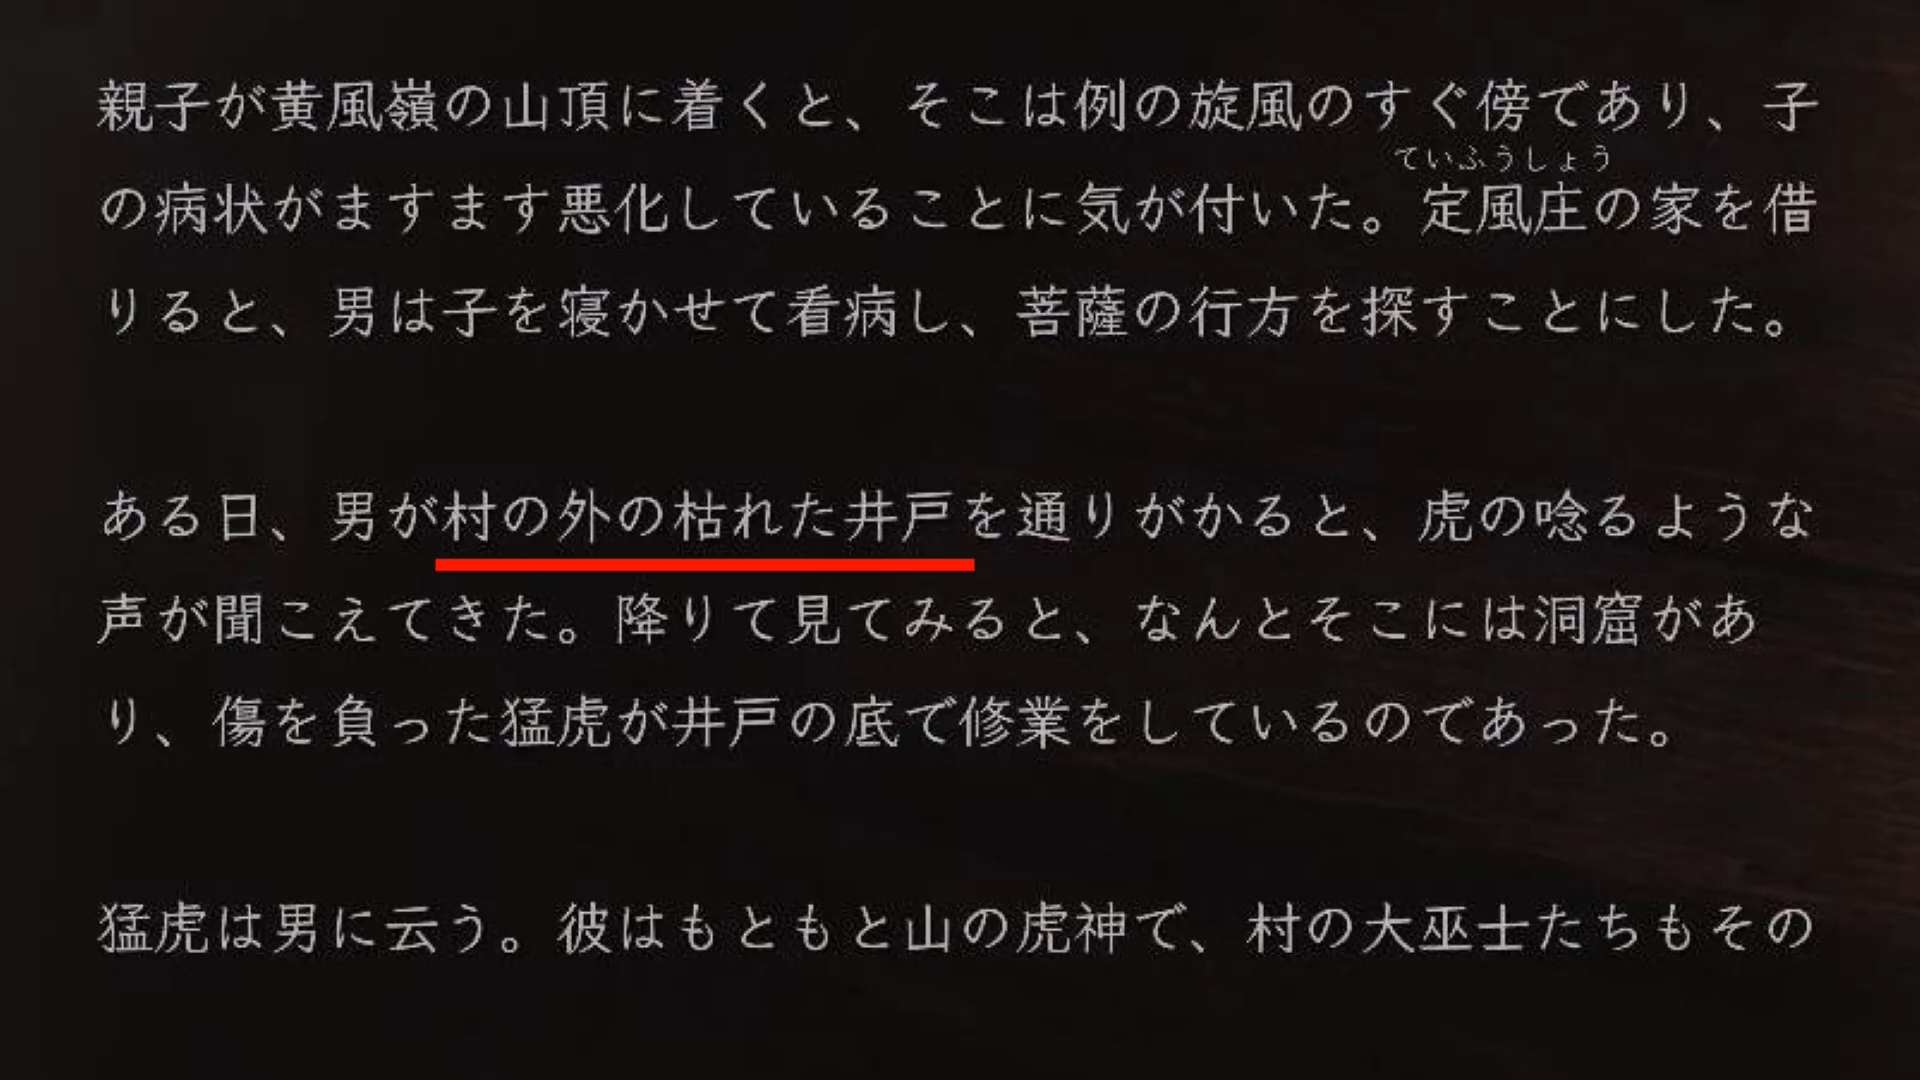 親子が黄風嶺の山頂に着くと、そこは例の旋風のすぐ傍であり、子
ていふうしょう
の病状がますます悪化していることに気が付いた。定風庄の家を借
りると、男は子を寝かせて看病し、菩薩の行方を探すことにした。
ある日、男が村の外の枯れた井戸を通りがかると、虎の唸るような
声が聞こえてきた。降りて見てみると、なんとそこには洞窟があ
り、傷を負った猛虎が井戸の底で修業をしているのであった。
猛虎は男に云う。彼はもともと山の虎神で、村の大巫士たちもその